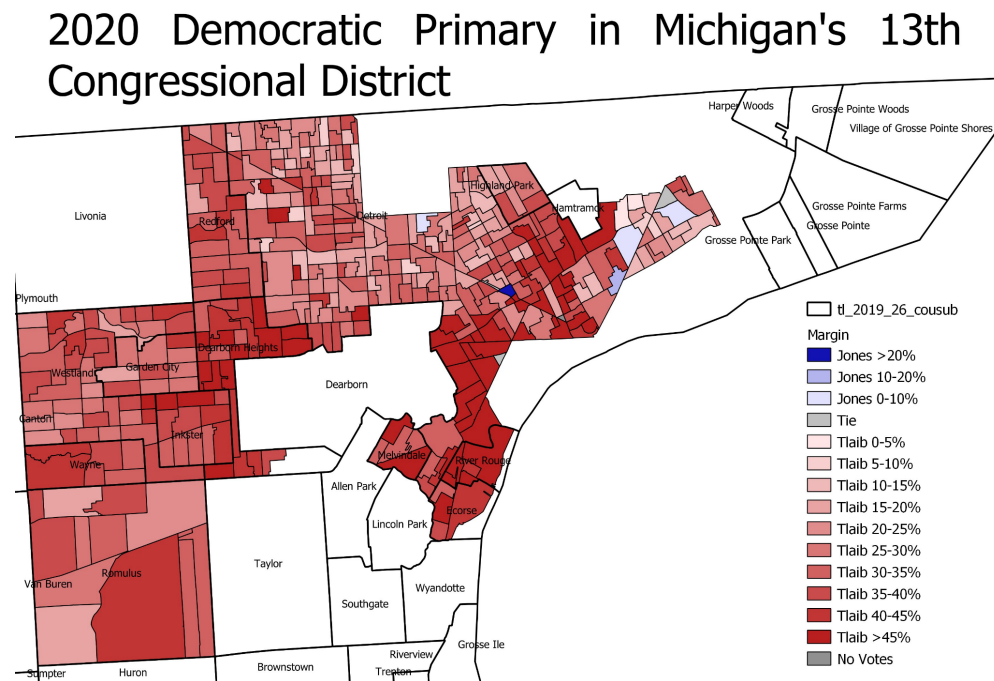 2020 Democratic Primary in Michigan's 13th
Congressional District
Harper Woods
Grosse Pointe Woods
Village of Grosse Pointe Shores
Highland Park
Hamtramck
Livonia
Redford
Detroit
Grosse Pointe Farms
Grosse Pointe
Grosse Pointe Park
Plymouth
Dearborn Heights
Garden City
Westland
Dearborn
Canton
Inkster
Wayne
Melvindale
River Rouge
Allen Park
Ecorse
Lincoln Park
Taylor
Romulus
Van Buren
Wyandotte
Southgate
Grosse Ile
Riverview
Brownstown
Trenton
Sumpter
Huron
tl_2019_26_cousub
Margin
Jones >20%
Jones 10-20%
Jones 0-10%
Tie
Tlaib 0-5%
Tlaib 5-10%
Tlaib 10-15%
Tlaib 15-20%
Tlaib 20-25%
Tlaib 25-30%
Tlaib 30-35%
Tlaib 35-40%
Tlaib 40-45%
Tlaib >45%
No Votes